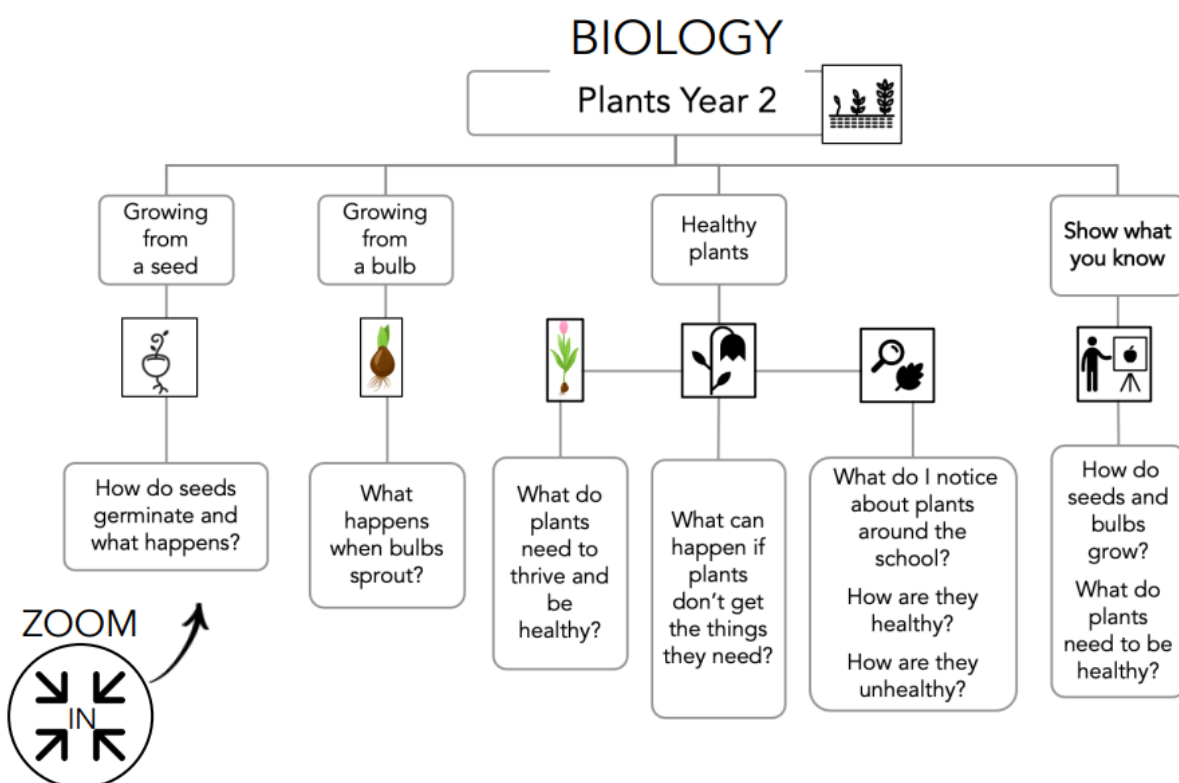 BIOLOGY
Plants Year 2
Growing
from
a seed
Growing
from
a bulb
Healthy
plants
Show what
you know
How do seeds
germinate and
what happens?
What
happens
when bulbs
sprout?
What do
plants
need to
thrive and
be
healthy?
What can
happen if
plants
don't get
the things
they need?
What do I notice
about plants
around the
school?
How are they
healthy?
How are they
unhealthy?
How do
seeds and
bulbs
grow?
What do
plants
need to be
healthy?
ZOOM
IN